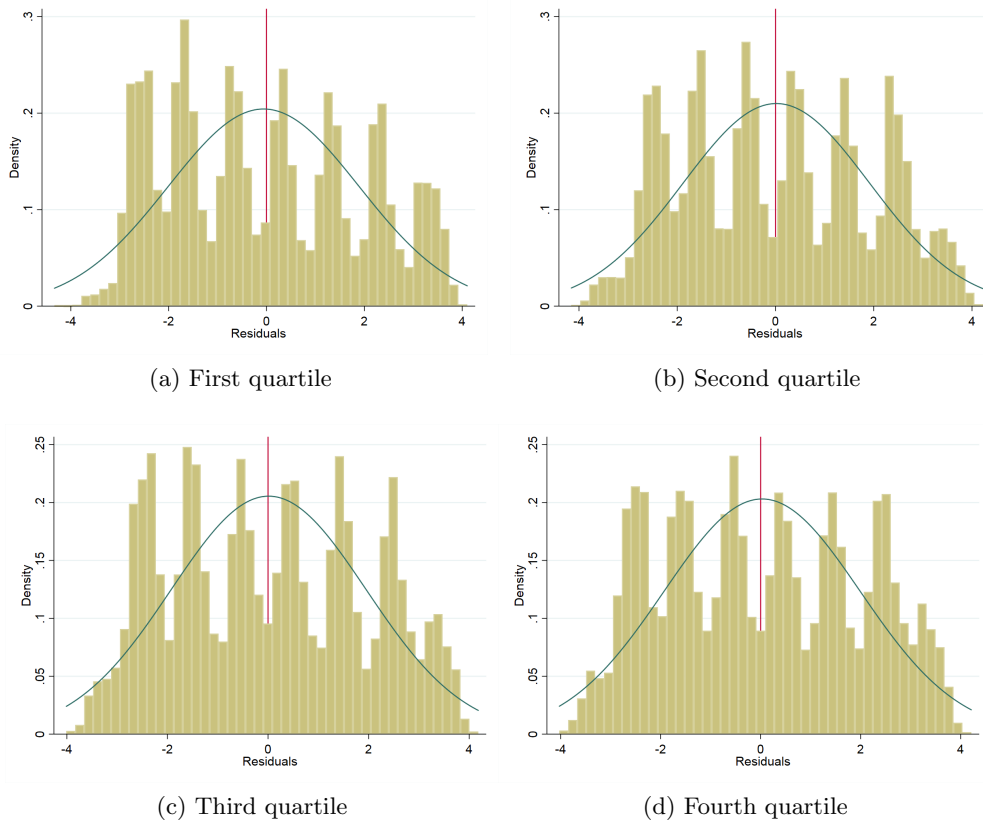 .3
.2
.1
0
Density
-4 -2 0 2 4
Residuals
(a) First quartile
.3
.2
.1
0
Density
-4 -2 0 2 4
Residuals
(b) Second quartile
.25
.2
.15
.1
.05
0
Density
-4 -2 0 2 4
Residuals
(c) Third quartile
.25
.2
.15
.1
.05
0
Density
-4 -2 0 2 4
Residuals
(d) Fourth quartile